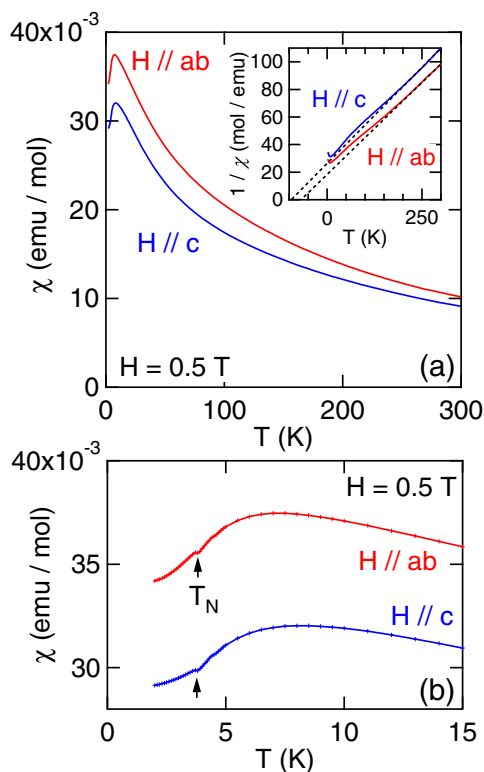 40x10-3
30
20
10
0
χ (emu / mol)
H // ab
H // c
H = 0.5 T
(a)
0
100
200
300
T (K)
100
80
60
40
20
0
1 / χ (mol / emu)
H // c
H // ab
0
250
T (K)
40x10-3
35
30
χ (emu / mol)
H = 0.5 T
H // ab
TN
H // c
(b)
0
5
10
15
T (K)